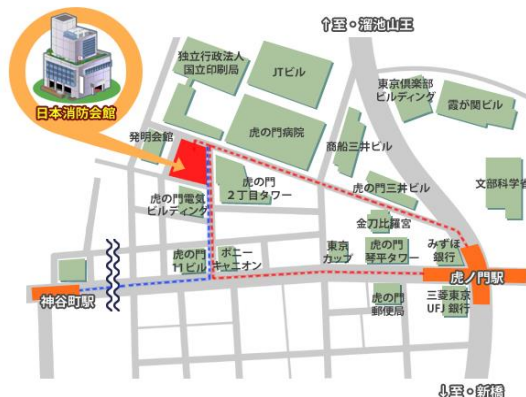 ↑至・溜池山王
独立行政法人
国立印刷局
JTビル
東京倶楽部
ビルディング
霞が関ビル
日本消防会館
発明会館
虎の門病院
商船三井ビル
文部科学省
虎の門電気
ビルディング
虎の門
2丁目タワー
虎の門三井ビル
金刀比羅宮
虎の門
11ビル
ポニー
キャニオン
東京
カップ
虎の門
琴平タワー
みずほ
銀行
神谷町駅
虎ノ門駅
虎の門
郵便局
三菱東京
UFJ 銀行
↓至・新橋